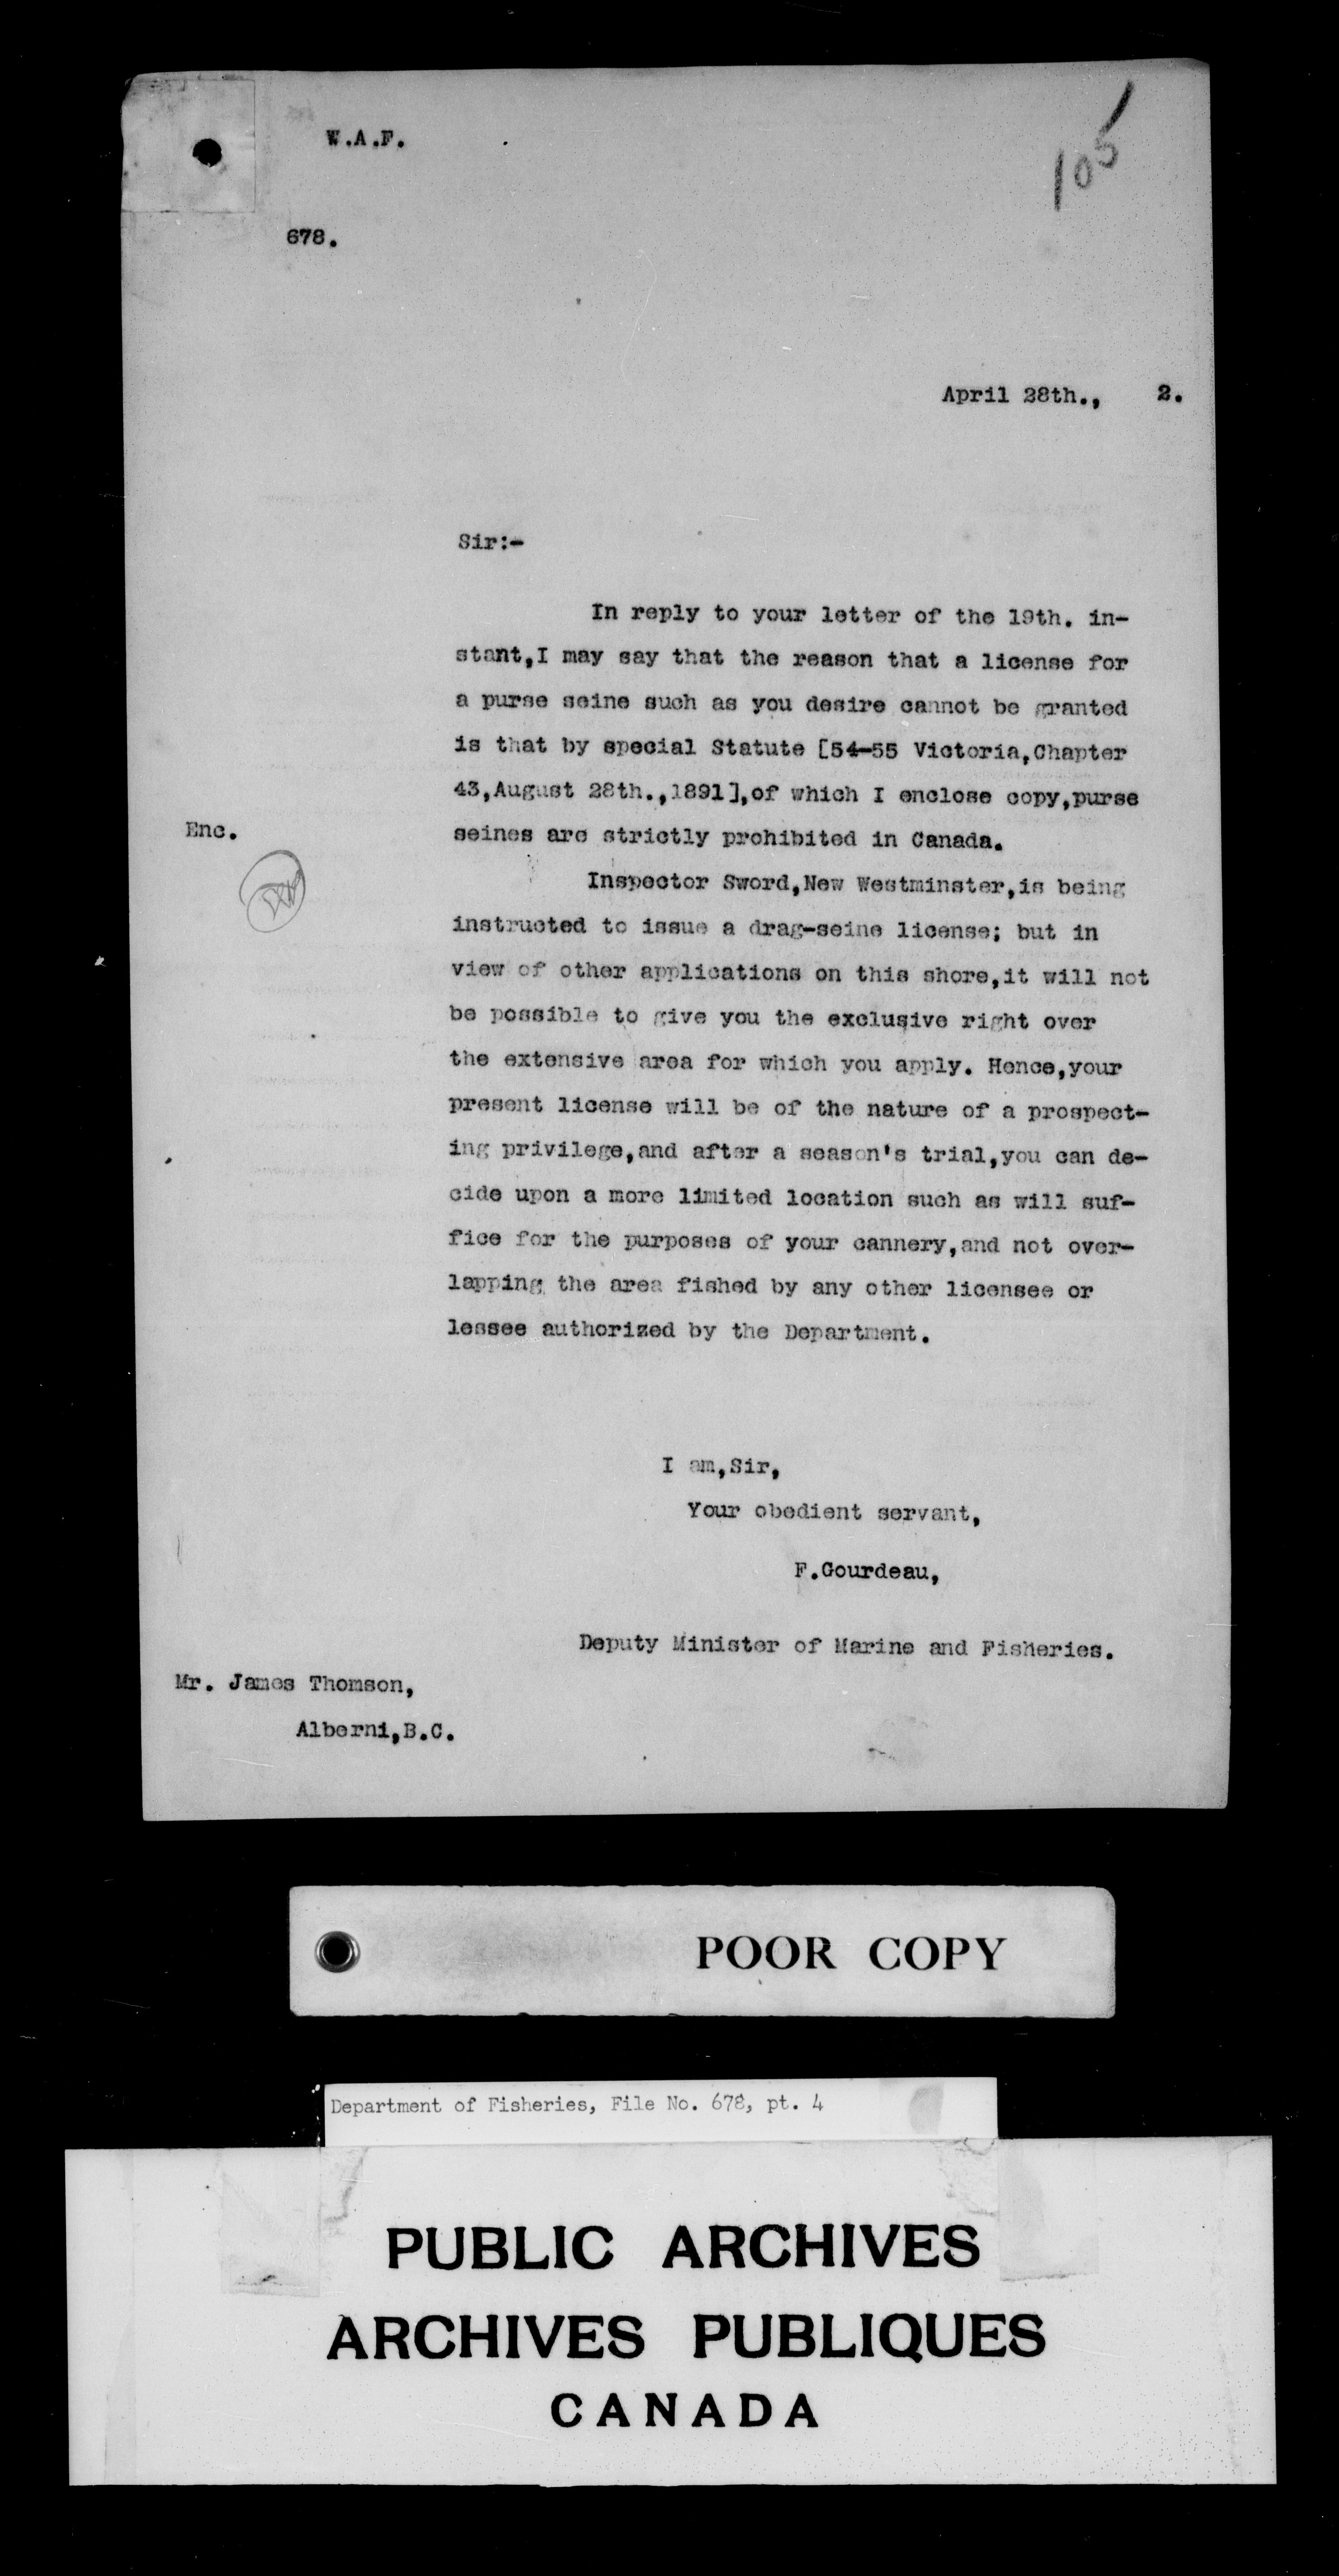 W.A.F.
105
678.
April 28th., 2.
Sir:-
In reply to your letter of the 19th. in-
stant,I may say that the reason that a license for
a purse seine such as you desire cannot be granted
is that by special Statute [54-55 Victoria,Chapter
43,August 28th.,1891],of which I enclose copy,purse
Enc.
seines are strictly prohibited in Canada.
Inspector Sword,New Westminster,is being
instructed to issue a drag-seine license; but in
view of other applications on this shore,it will not
be possible to give you the exclusive right over
the extensive area for which you apply. Hence,your
present license will be of the nature of a prospect-
ing privilege,and after a season's trial,you can de-
cide upon a more limited location such as will suf-
fice for the purposes of your cannery,and not over-
lapping the area fished by any other licensee or
lessee authorized by the Department.
I am,Sir,
Your obedient servant,
F.Gourdeau,
Deputy Minister of Marine and Fisheries.
Mr. James Thomson,
Alberni,B.C.
POOR COPY
Department of Fisheries, File No. 678, pt. 4
PUBLIC ARCHIVES
ARCHIVES PUBLIQUES
CANADA